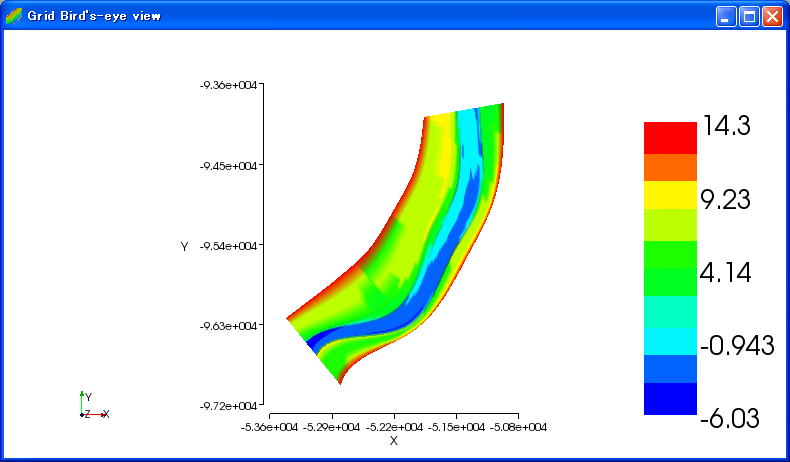 Grid Bird's-eye view
-9.36e+004
-9.45e+004
Y -9.54e+004
-9.63e+004
-9.72e+004
-5.36e+004 -5.29e+004 -5.22e+004 -5.15e+004 -5.08e+004
X
14.3
9.23
4.14
-0.943
-6.03
Y
Z X